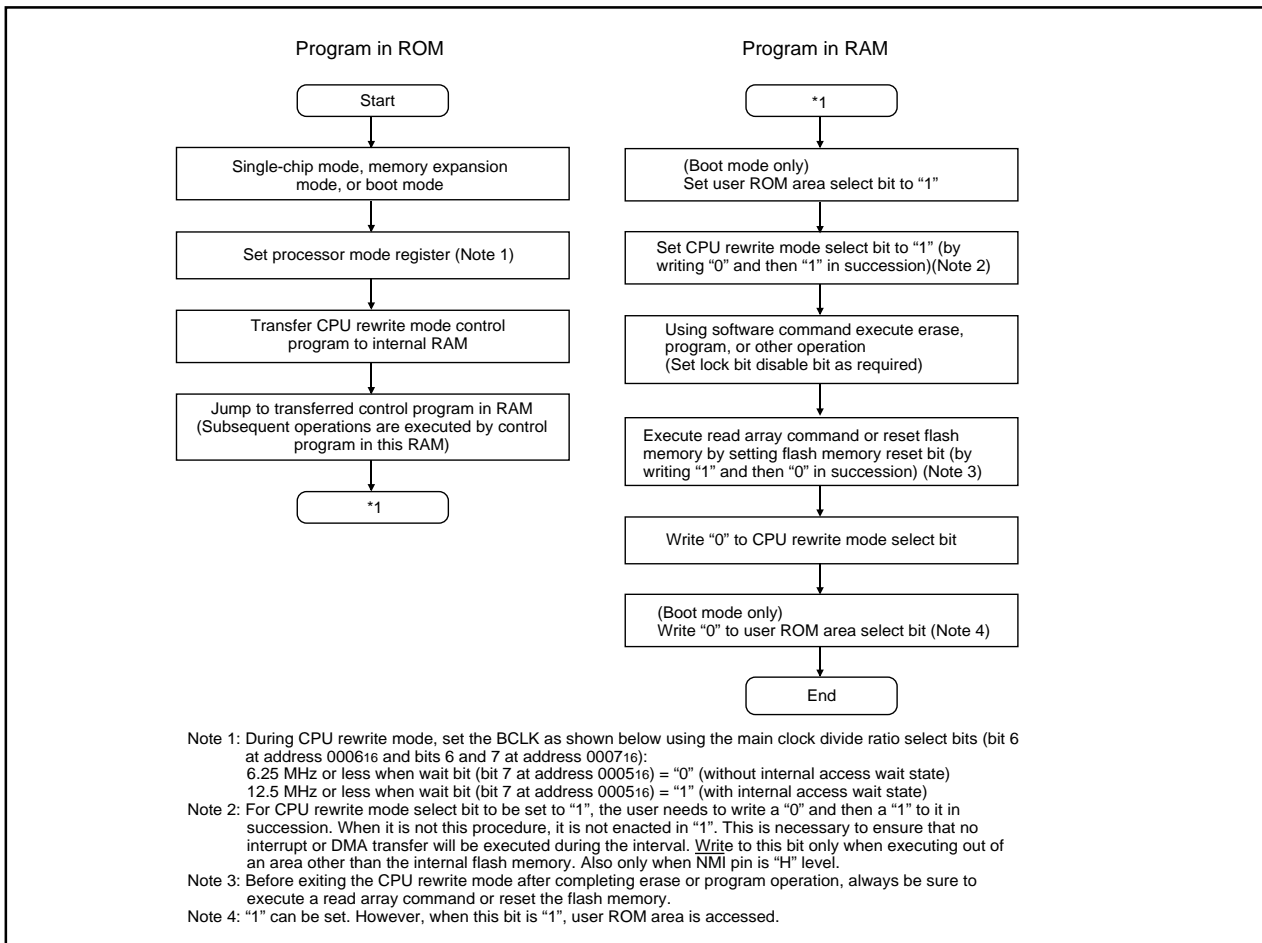 Program in ROM
Start
Single-chip mode, memory expansion
mode, or boot mode
Set processor mode register (Note 1)
Transfer CPU rewrite mode control
program to internal RAM
Jump to transferred control program in RAM
(Subsequent operations are executed by control
program in this RAM)
*1
Program in RAM
*1
(Boot mode only)
Set user ROM area select bit to “1”
Set CPU rewrite mode select bit to “1” (by
writing “0” and then “1” in succession)(Note 2)
Using software command execute erase,
program, or other operation
(Set lock bit disable bit as required)
Execute read array command or reset flash
memory by setting flash memory reset bit (by
writing “1” and then “0” in succession) (Note 3)
Write “0” to CPU rewrite mode select bit
(Boot mode only)
Write “0” to user ROM area select bit (Note 4)
End
Note 1: During CPU rewrite mode, set the BCLK as shown below using the main clock divide ratio select bits (bit 6
at address 000616 and bits 6 and 7 at address 000716):
6.25 MHz or less when wait bit (bit 7 at address 000516) = “0” (without internal access wait state)
12.5 MHz or less when wait bit (bit 7 at address 000516) = “1” (with internal access wait state)
Note 2: For CPU rewrite mode select bit to be set to “1”, the user needs to write a “0” and then a “1” to it in
succession. When it is not this procedure, it is not enacted in “1”. This is necessary to ensure that no
interrupt or DMA transfer will be executed during the interval. Write to this bit only when executing out of
an area other than the internal flash memory. Also only when NMI pin is “H” level.
Note 3: Before exiting the CPU rewrite mode after completing erase or program operation, always be sure to
execute a read array command or reset the flash memory.
Note 4: “1” can be set. However, when this bit is “1”, user ROM area is accessed.